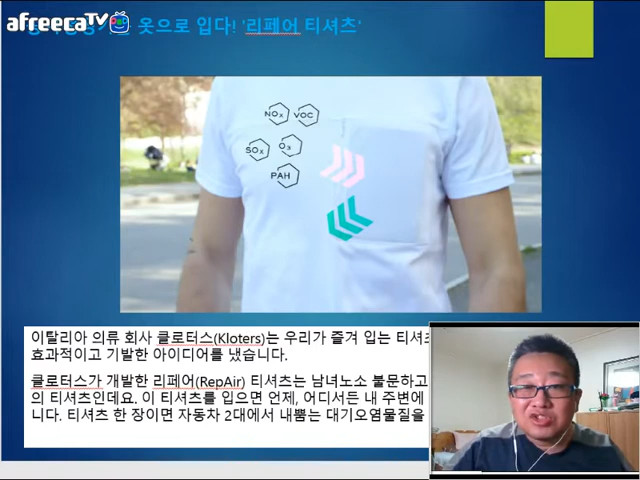 afreecaTV
옷으로 입다! '리페어 티셔츠'
NOx VOC
SOx O3
PAH
이탈리아 의류 회사 클로터스(Kloters)는 우리가 즐겨 입는 티셔츠
효과적이고 기발한 아이디어를 냈습니다.
클로터스가 개발한 리페어(RepAir) 티셔츠는 남녀노소 불문하고
의 티셔츠인데요. 이 티셔츠를 입으면 언제, 어디서든 내 주변에
니다. 티셔츠 한 장이면 자동차 2대에서 내뿜는 대기오염물질을